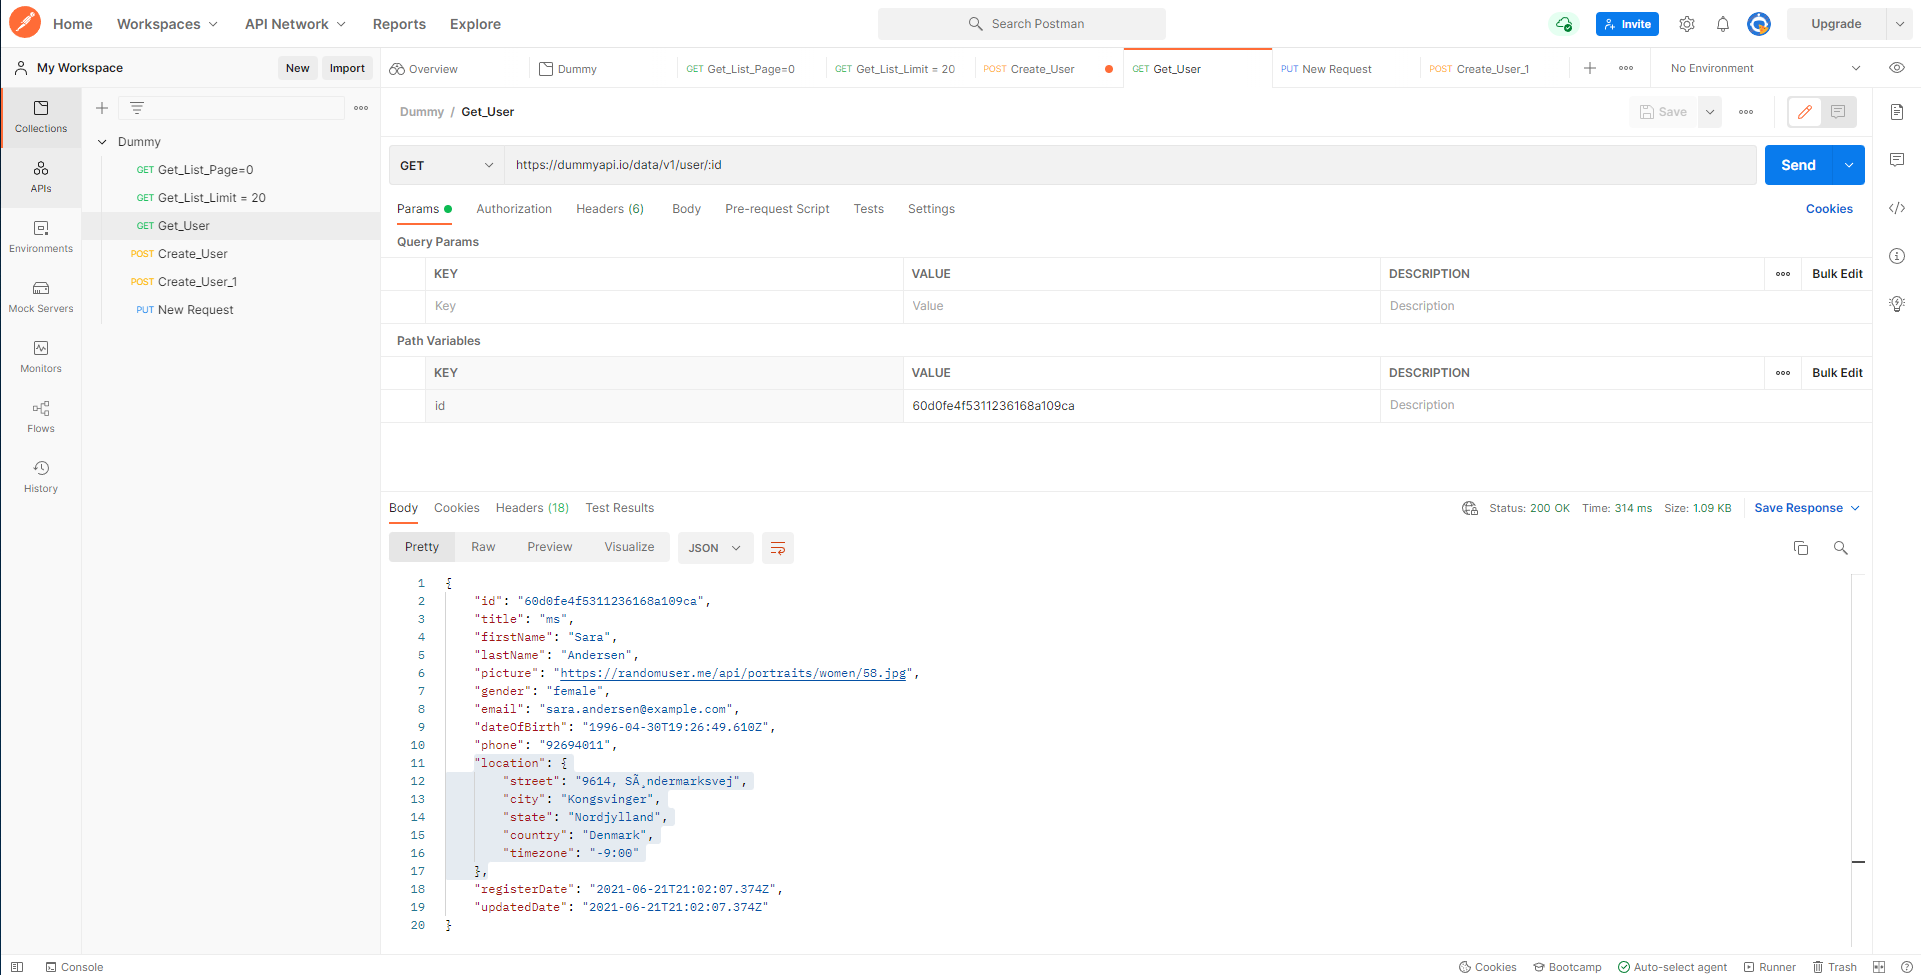 Home Workspaces API Network Reports Explore Search Postman Invite Upgrade
My Workspace New Import Overview Dummy GET Get_List_Page=0 GET Get_List_Limit = 20 POST Create_User GET Get_User PUT New Request POST Create_User_1 No Environment
Collections
APIs
Environments
Mock Servers
Monitors
Flows
History
Dummy
GET Get_List_Page=0
GET Get_List_Limit = 20
GET Get_User
POST Create_User
POST Create_User_1
PUT New Request
Dummy / Get_User Save
GET https://dummyapi.io/data/v1/user/:id Send
Params Authorization Headers (6) Body Pre-request Script Tests Settings Cookies
Query Params
KEY VALUE DESCRIPTION Bulk Edit
Key Value Description
Path Variables
KEY VALUE DESCRIPTION Bulk Edit
id 60d0fe4f5311236168a109ca Description
Body Cookies Headers (18) Test Results Status: 200 OK Time: 314 ms Size: 1.09 KB Save Response
Pretty Raw Preview Visualize JSON
1 {
2 "id": "60d0fe4f5311236168a109ca",
3 "title": "ms",
4 "firstName": "Sara",
5 "lastName": "Andersen",
6 "picture": "https://randomuser.me/api/portraits/women/58.jpg",
7 "gender": "female",
8 "email": "sara.andersen@example.com",
9 "dateOfBirth": "1996-04-30T19:26:49.610Z",
10 "phone": "92694011",
11 "location": {
12 "street": "9614, SÃ¸ndermarksvej",
13 "city": "Kongsvinger",
14 "state": "Nordjylland",
15 "country": "Denmark",
16 "timezone": "-9:00"
17 },
18 "registerDate": "2021-06-21T21:02:07.374Z",
19 "updatedDate": "2021-06-21T21:02:07.374Z"
20 }
Console Cookies Bootcamp Auto-select agent Runner Trash